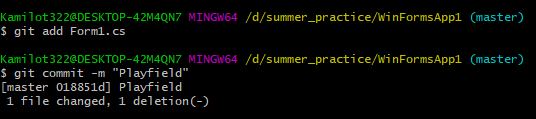 Kamilot322@DESKTOP-42M4QN7 MINGW64 /d/summer_practice/WinFormsApp1 (master)
$ git add Form1.cs
Kamilot322@DESKTOP-42M4QN7 MINGW64 /d/summer_practice/WinFormsApp1 (master)
$ git commit -m "Playfield"
[master 018851d] Playfield
 1 file changed, 1 deletion(-)